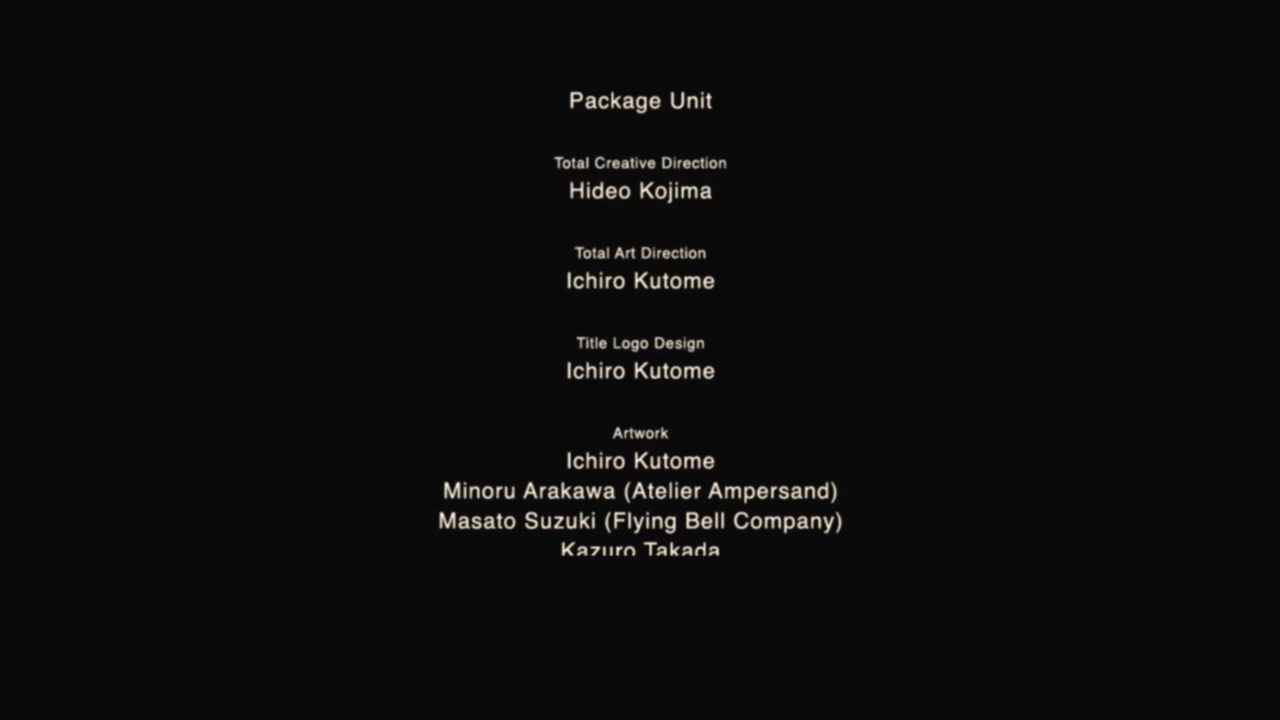 Package Unit
Total Creative Direction
Hideo Kojima
Total Art Direction
Ichiro Kutome
Title Logo Design
Ichiro Kutome
Artwork
Ichiro Kutome
Minoru Arakawa (Atelier Ampersand)
Masato Suzuki (Flying Bell Company)
Kazuro Takada